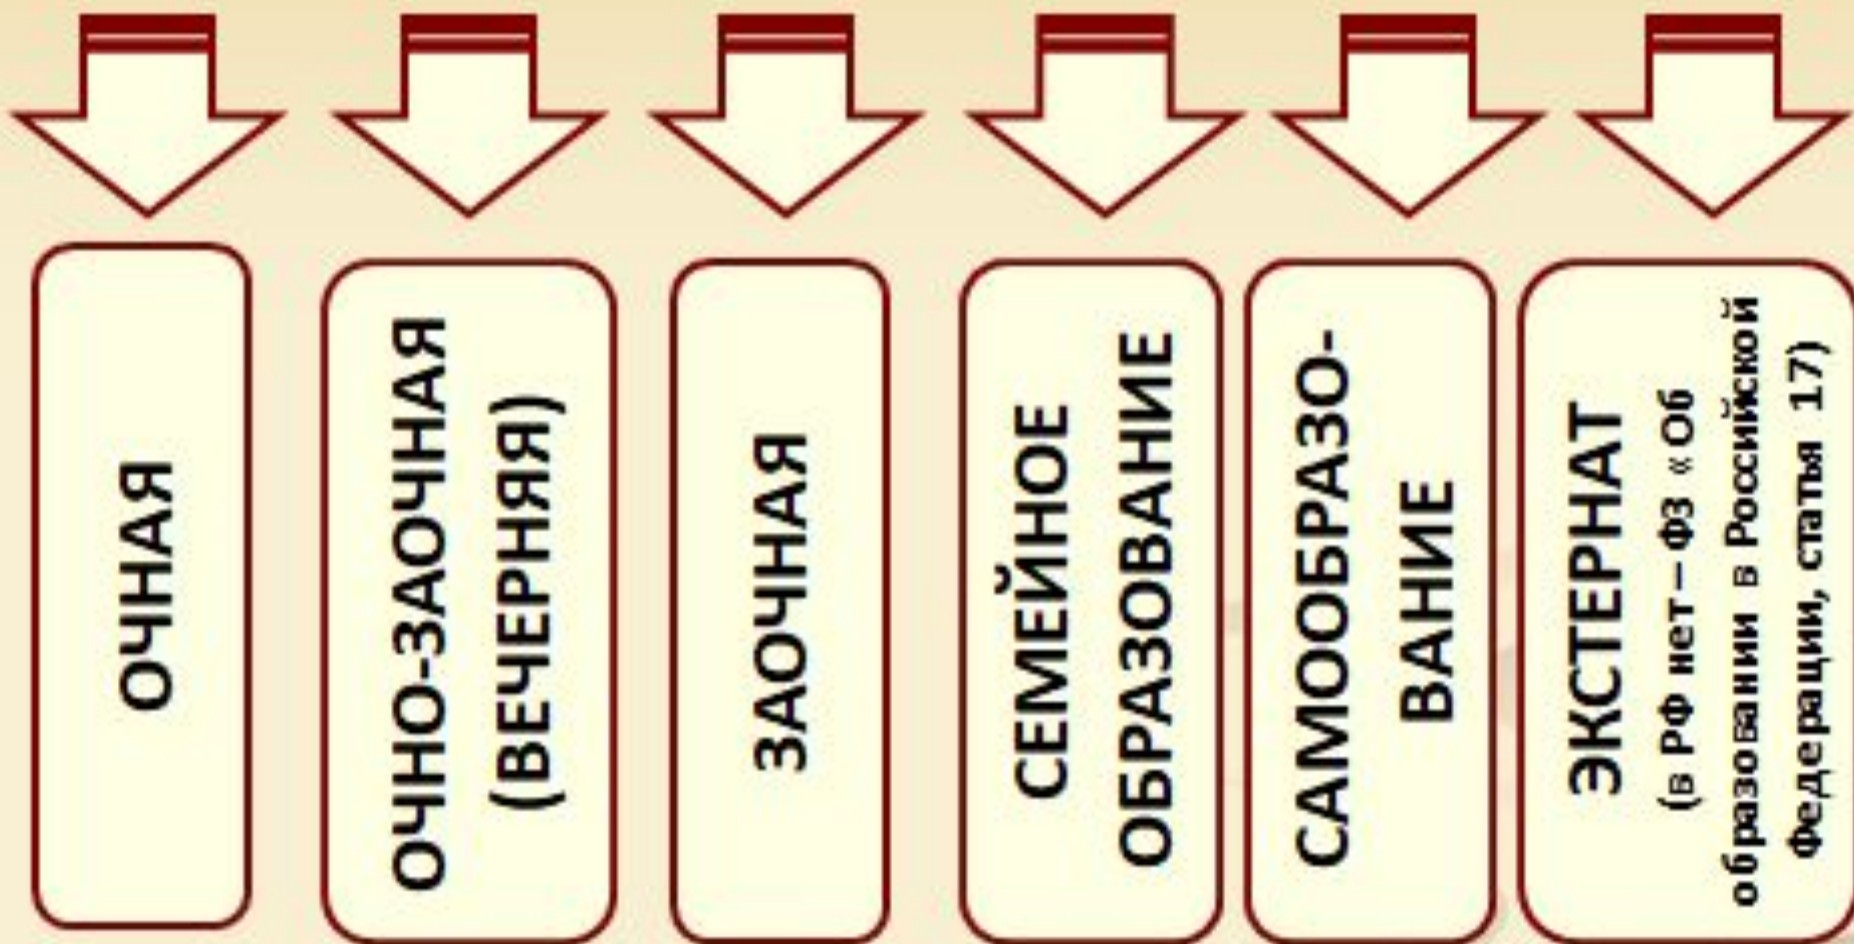 ОЧНАЯ
ОЧНО-ЗАОЧНАЯ
(ВЕЧЕРНЯЯ)
ЗАОЧНАЯ
СЕМЕЙНОЕ
ОБРАЗОВАНИЕ
САМООБРАЗО-
ВАНИЕ
ЭКСТЕРНАТ
(в РФ нет – ФЗ «Об
образовании в Российской
Федерации, статья 17)